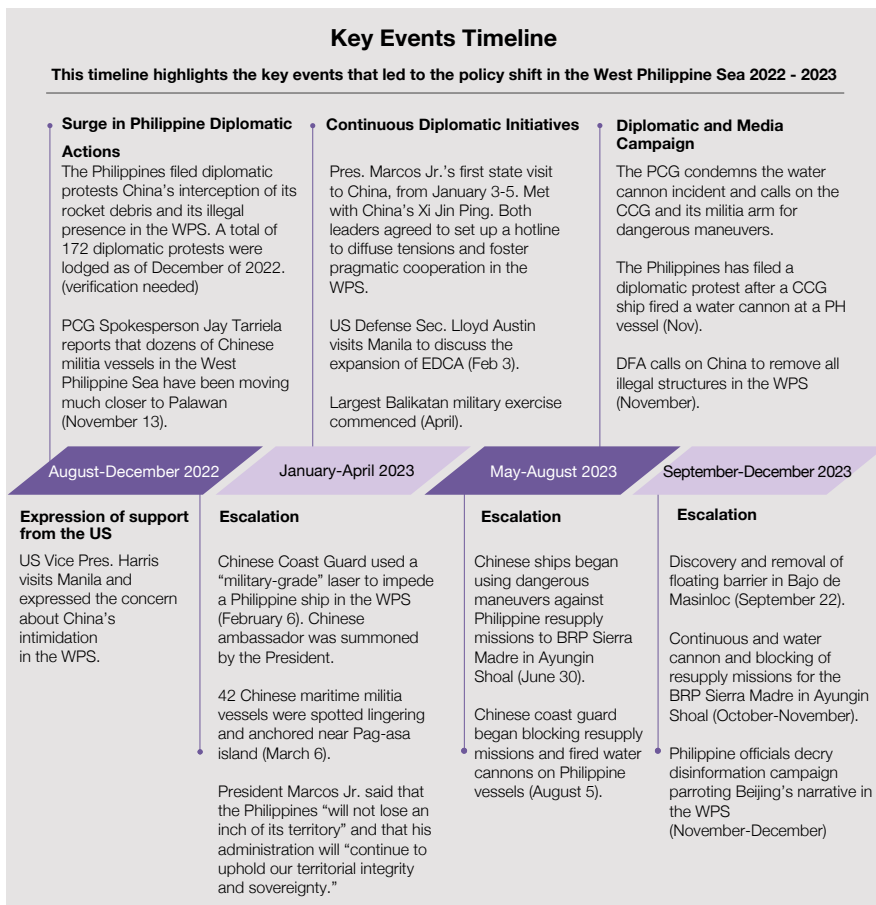 Key Events Timeline
This timeline highlights the key events that led to the policy shift in the West Philippine Sea 2022 - 2023
Surge in Philippine Diplomatic
Actions
The Philippines filed diplomatic
protests China's interception of its
rocket debris and its illegal
presence in the WPS. A total of
172 diplomatic protests were
lodged as of December of 2022.
(verification needed)
PCG Spokesperson Jay Tarriela
reports that dozens of Chinese
militia vessels in the West
Philippine Sea have been moving
much closer to Palawan
(November 13).
Continuous Diplomatic Initiatives
Pres. Marcos Jr.'s first state visit
to China, from January 3-5. Met
with China's Xi Jin Ping. Both
leaders agreed to set up a hotline
to diffuse tensions and foster
pragmatic cooperation in the
WPS.
US Defense Sec. Lloyd Austin
visits Manila to discuss the
expansion of EDCA (Feb 3).
Largest Balikatan military exercise
commenced (April).
Diplomatic and Media
Campaign
The PCG condemns the water
cannon incident and calls on the
CCG and its militia arm for
dangerous maneuvers.
The Philippines has filed a
diplomatic protest after a CCG
ship fired a water cannon at a PH
vessel (Nov).
DFA calls on China to remove all
illegal structures in the WPS
(November).
August-December 2022
January-April 2023
May-August 2023
September-December 2023
Expression of support
from the US
US Vice Pres. Harris
visits Manila and
expressed the concern
about China's
intimidation
in the WPS.
Escalation
Chinese Coast Guard used a
"military-grade" laser to impede
a Philippine ship in the WPS
(February 6). Chinese
ambassador was summoned
by the President.
42 Chinese maritime militia
vessels were spotted lingering
and anchored near Pag-asa
island (March 6).
President Marcos Jr. said that
the Philippines "will not lose an
inch of its territory" and that his
administration will "continue to
uphold our territorial integrity
and sovereignty."
Escalation
Chinese ships began
using dangerous
maneuvers against
Philippine resupply
missions to BRP Sierra
Madre in Ayungin
Shoal (June 30).
Chinese coast guard
began blocking resupply
missions and fired water
cannons on Philippine
vessels (August 5).
Escalation
Discovery and removal of
floating barrier in Bajo de
Masinloc (September 22).
Continuous and water
cannon and blocking of
resupply missions for the
BRP Sierra Madre in Ayungin
Shoal (October-November).
Philippine officials decry
disinformation campaign
parroting Beijing's narrative in
the WPS
(November-December)